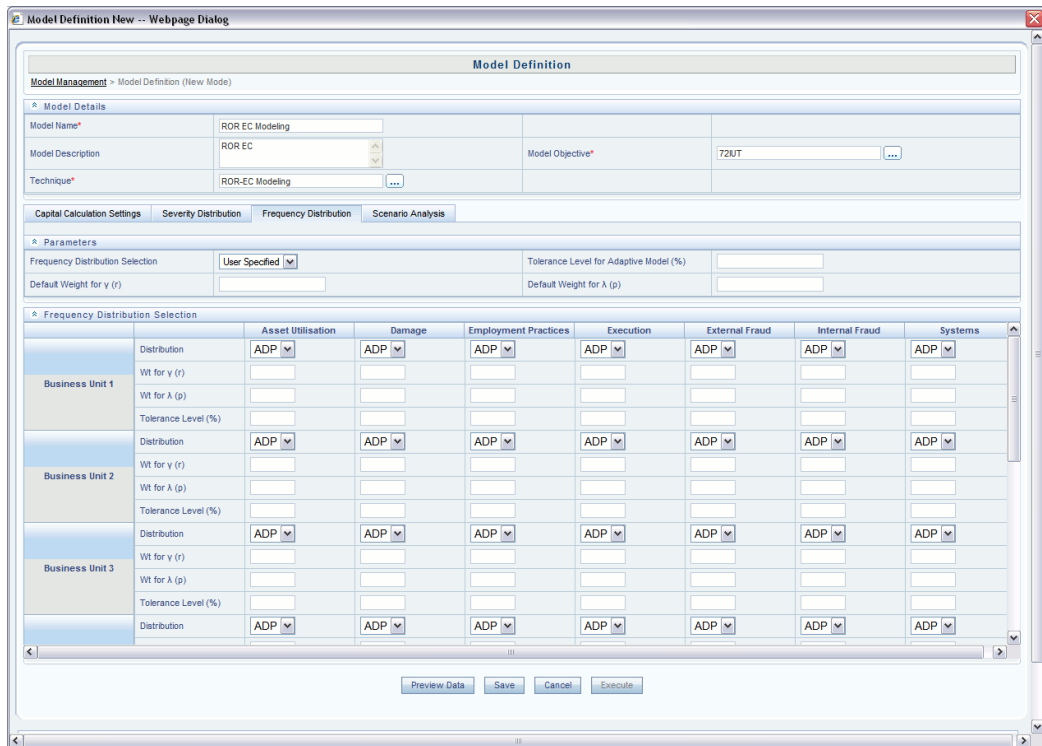 Model Definition New -- Webpage Dialog
Model Definition
Model Management > Model Definition (New Mode)
Model Details
Model Name* ROR EC Modeling
Model Description ROR EC Model Objective* 72IUT ...
Technique* ROR-EC Modeling ...
Capital Calculation Settings Severity Distribution Frequency Distribution Scenario Analysis
Parameters
Frequency Distribution Selection User Specified Tolerance Level for Adaptive Model (%)
Default Weight for γ (r) Default Weight for λ (p)
Frequency Distribution Selection
Asset Utilisation Damage Employment Practices Execution External Fraud Internal Fraud Systems
Business Unit 1
Distribution ADP ADP ADP ADP ADP ADP ADP
Wt for γ (r)
Wt for λ (p)
Tolerance Level (%)
Business Unit 2
Distribution ADP ADP ADP ADP ADP ADP ADP
Wt for γ (r)
Wt for λ (p)
Tolerance Level (%)
Business Unit 3
Distribution ADP ADP ADP ADP ADP ADP ADP
Wt for γ (r)
Wt for λ (p)
Tolerance Level (%)
Distribution ADP ADP ADP ADP ADP ADP ADP
Preview Data Save Cancel Execute